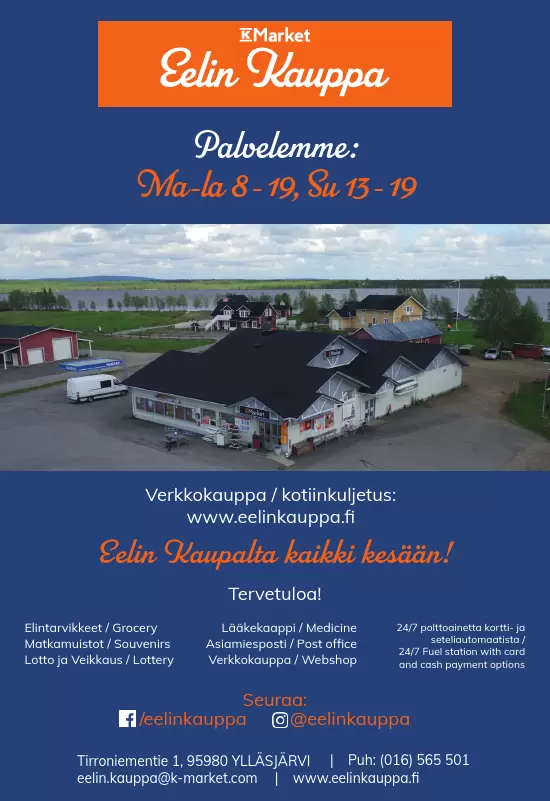 K Market
Eelin Kauppa
Palvelemme:
Ma-la 8 - 19, Su 13 - 19
Market
Verkkokauppa / kotiinkuljetus:
www.eelinkauppa.fi
Eelin Kaupalta kaikki kesään!
Tervetuloa!
Elintarvikkeet / Grocery
Matkamuistot / Souvenirs
Lotto ja Veikkaus / Lottery
Lääkekaappi / Medicine
Asiamiesposti / Post office
Verkkokauppa / Webshop
24/7 polttoainetta kortti- ja
seteliautomaatista /
24/7 Fuel station with card
and cash payment options
Seuraa:
/eelinkauppa @eelinkauppa
Tirroniementie 1, 95980 YLLÄSJÄRVI | Puh: (016) 565 501
eelin.kauppa@k-market.com | www.eelinkauppa.fi